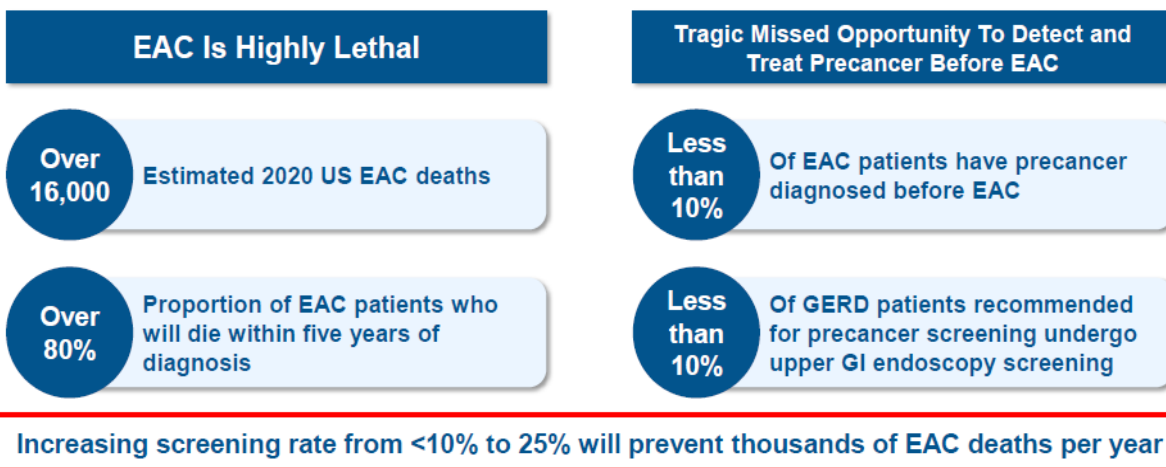 EAC Is Highly Lethal
Over
16,000
Estimated 2020 US EAC deaths
Over
80%
Proportion of EAC patients who
will die within five years of
diagnosis
Tragic Missed Opportunity To Detect and
Treat Precancer Before EAC
Less
than
10%
Of EAC patients have precancer
diagnosed before EAC
Less
than
10%
Of GERD patients recommended
for precancer screening undergo
upper GI endoscopy screening
Increasing screening rate from <10% to 25% will prevent thousands of EAC deaths per year